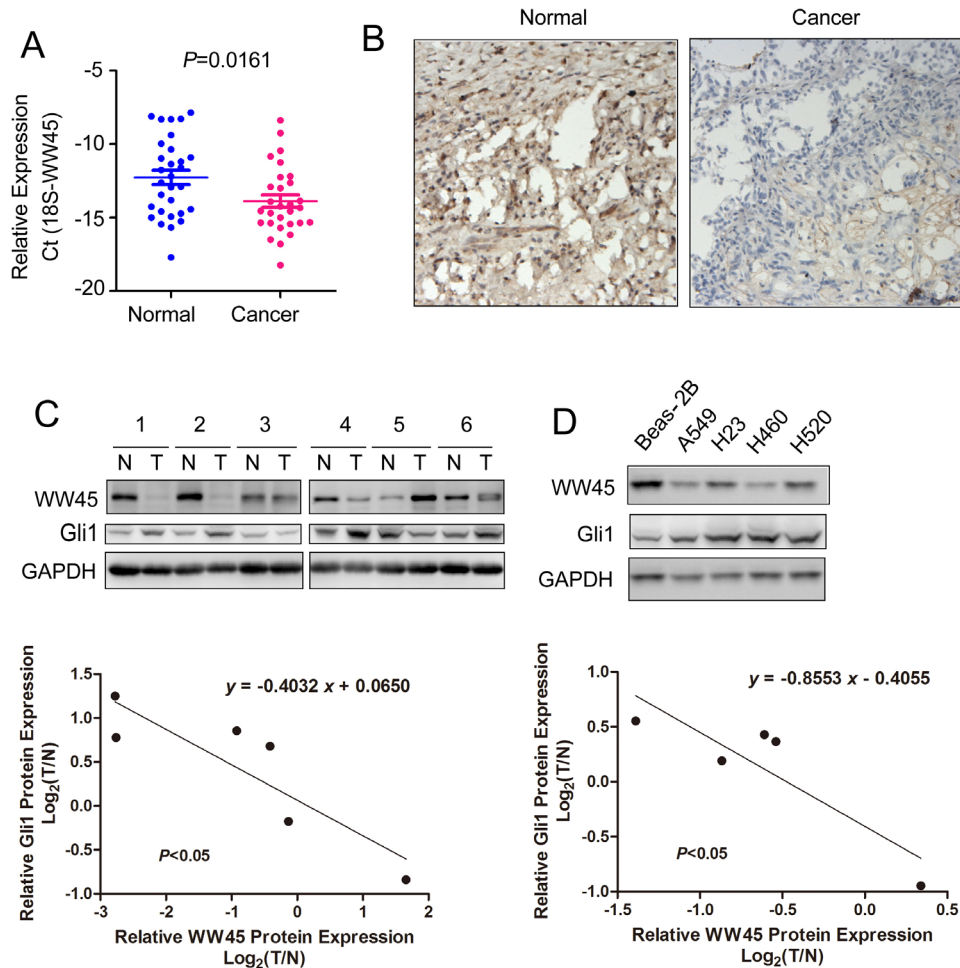 A
P=0.0161
Relative Expression
Ct (18S-WW45)
-5
-10
-15
-20
Normal
Cancer
B
Normal
Cancer
C
1 2 3 4 5 6
N T N T N T N T N T N T
WW45
Gli1
GAPDH
D
Beas-2B
A549
H23
H460
H520
WW45
Gli1
GAPDH
Relative Gli1 Protein Expression
Log2(T/N)
1.5
1.0
0.5
0.0
-0.5
-1.0
y = -0.4032 x + 0.0650
P<0.05
-3 -2 -1 0 1 2
Relative WW45 Protein Expression
Log2(T/N)
Relative Gli1 Protein Expression
Log2(T/N)
1.0
0.5
0.0
-0.5
-1.0
y = -0.8553 x - 0.4055
P<0.05
-1.5 -1.0 -0.5 0.0 0.5
Relative WW45 Protein Expression
Log2(T/N)